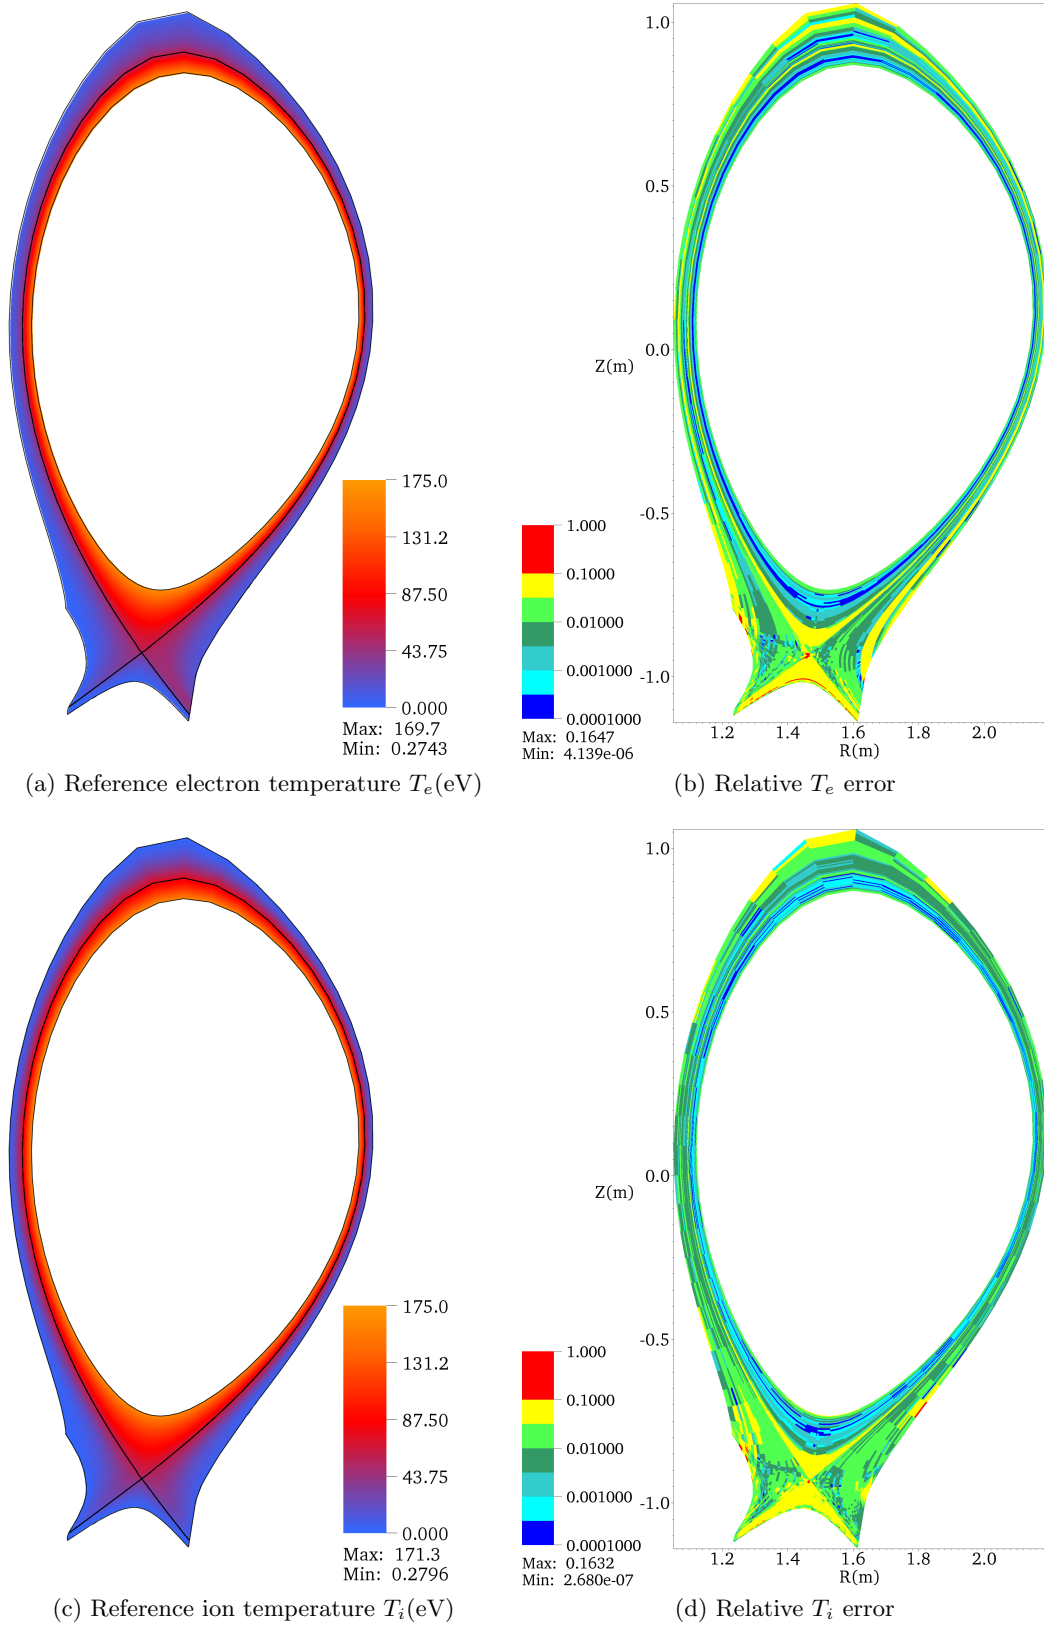 175.0
131.2
87.50
43.75
0.000
Max: 169.7
Min: 0.2743
(a) Reference electron temperature Te(eV)
1.0
0.5
0.0
Z(m)
-0.5
-1.0
1.000
0.1000
0.01000
0.001000
0.0001000
Max: 0.1647
Min: 4.139e-06
1.2 1.4 1.6 1.8 2.0
R(m)
(b) Relative Te error
175.0
131.2
87.50
43.75
0.000
Max: 171.3
Min: 0.2796
(c) Reference ion temperature Ti(eV)
1.0
0.5
0.0
Z(m)
-0.5
-1.0
1.000
0.1000
0.01000
0.001000
0.0001000
Max: 0.1632
Min: 2.680e-07
1.2 1.4 1.6 1.8 2.0
R(m)
(d) Relative Ti error